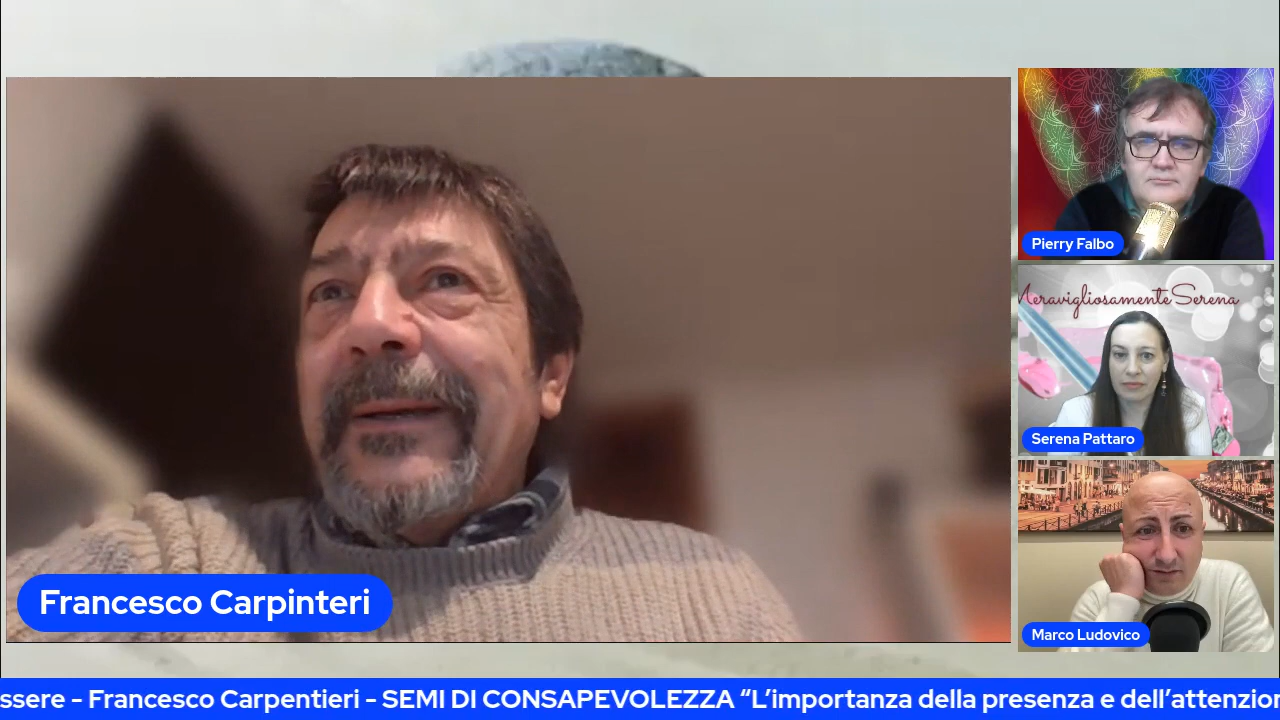 Francesco Carpinteri
Pierry Falbo
MeravigliosamenteSerena
Serena Pattaro
Marco Ludovico
ssere - Francesco Carpentieri - SEMI DI CONSAPEVOLEZZA “L’importanza della presenza e dell’attenzion